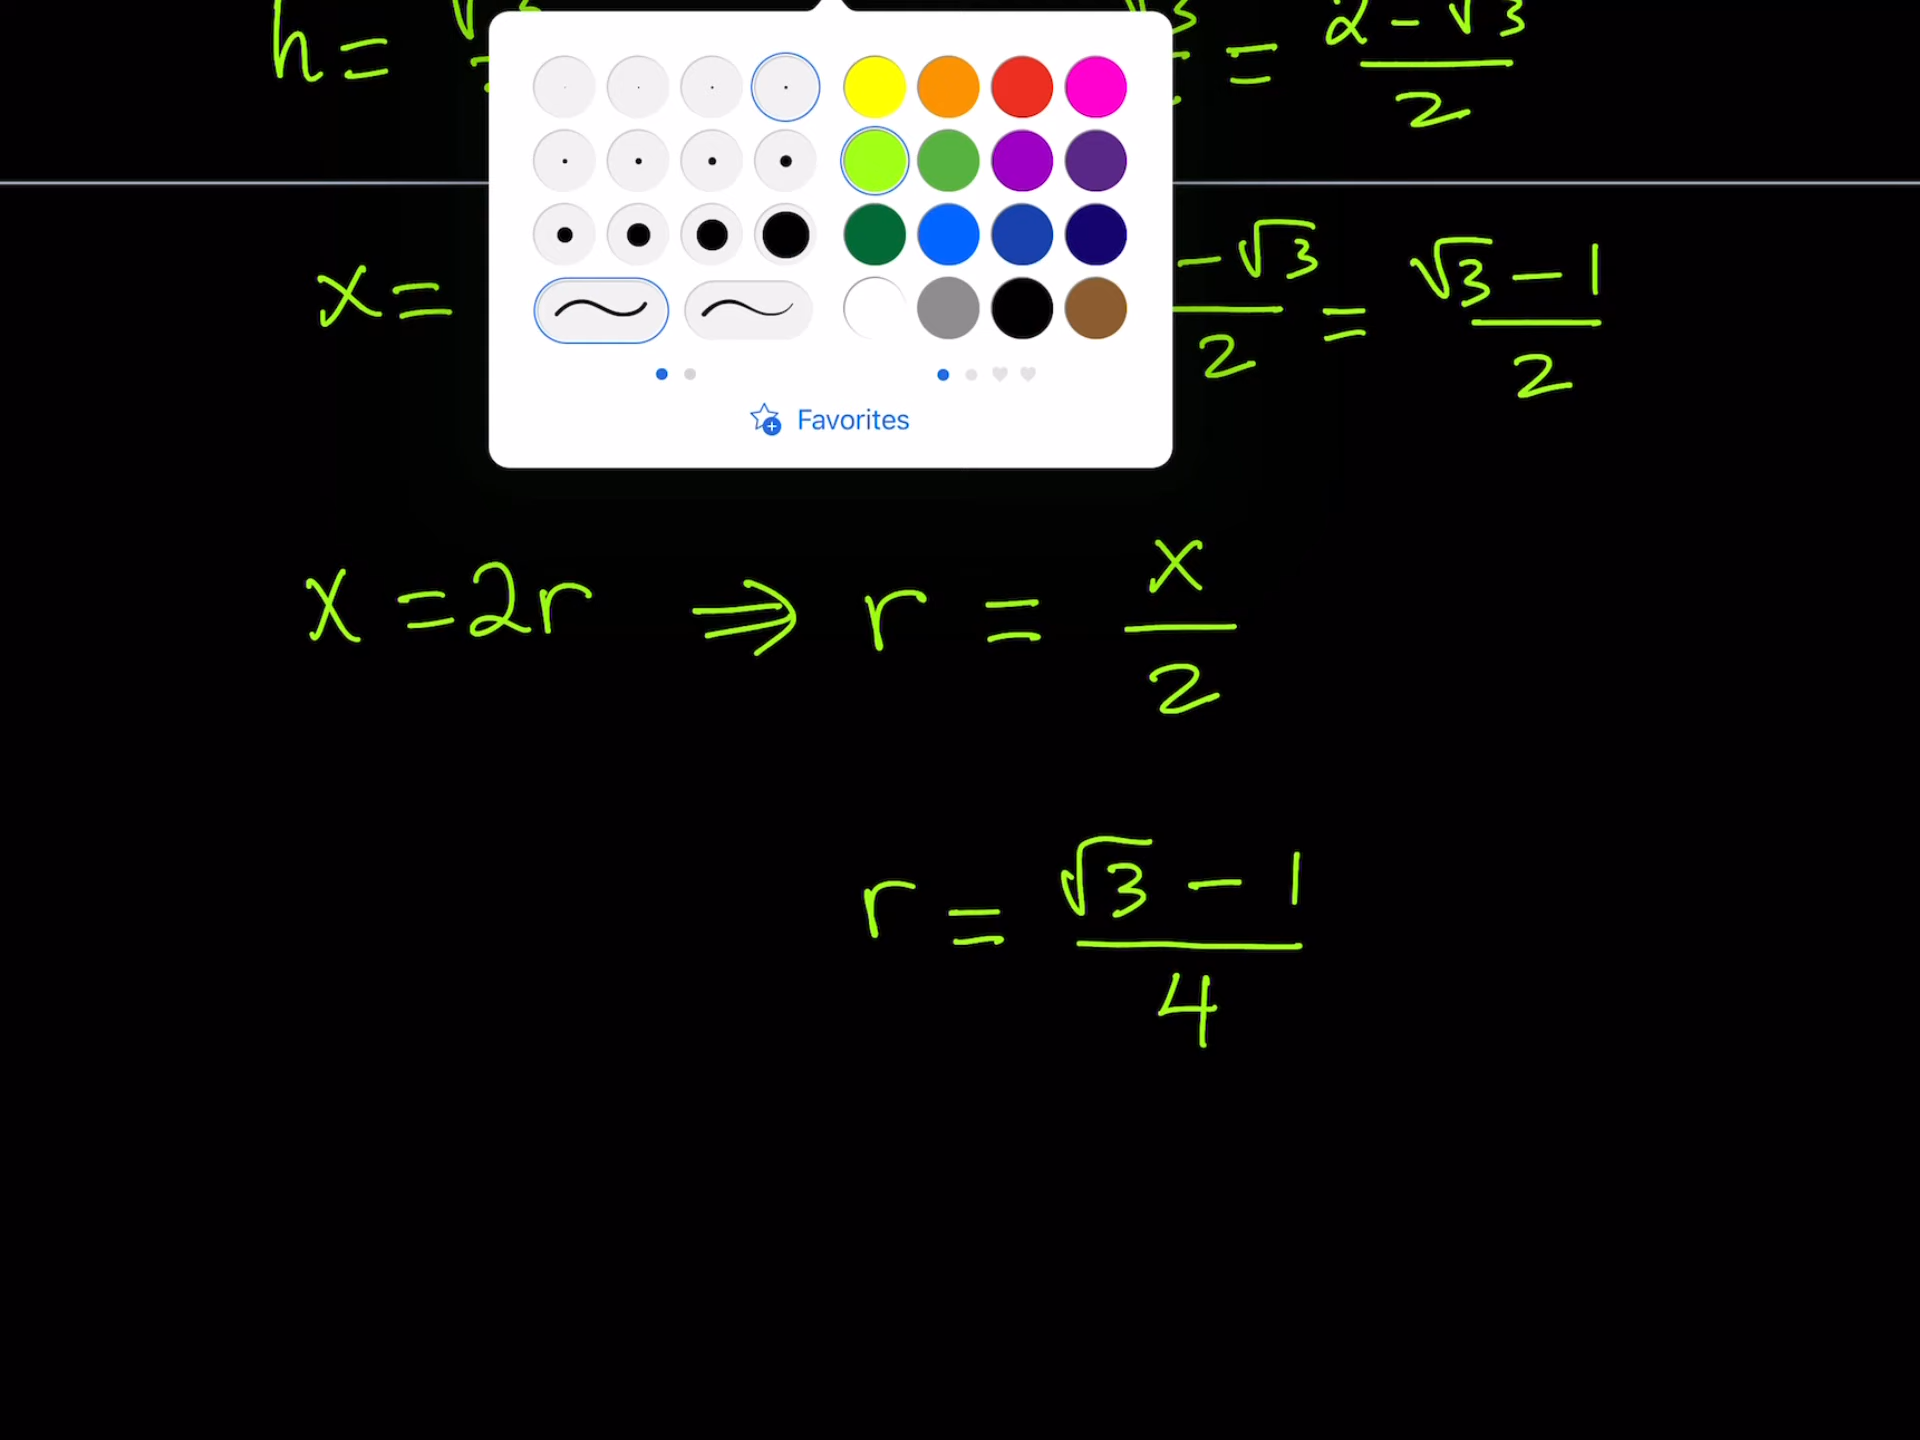 h = = (2 - √3)/2
x = - √3/2 = (√3 - 1)/2
Favorites
x = 2r ⇒ r = x/2
r = (√3 - 1)/4